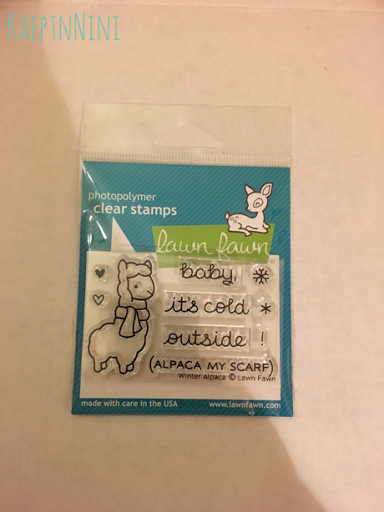 KaeptnNini
photopolymer
clear stamps
lawn fawn
baby,
it's cold
outside !
(ALPACA MY SCARF)
Winter Alpaca © Lawn Fawn
made with care in the USA www.lawnfawn.com